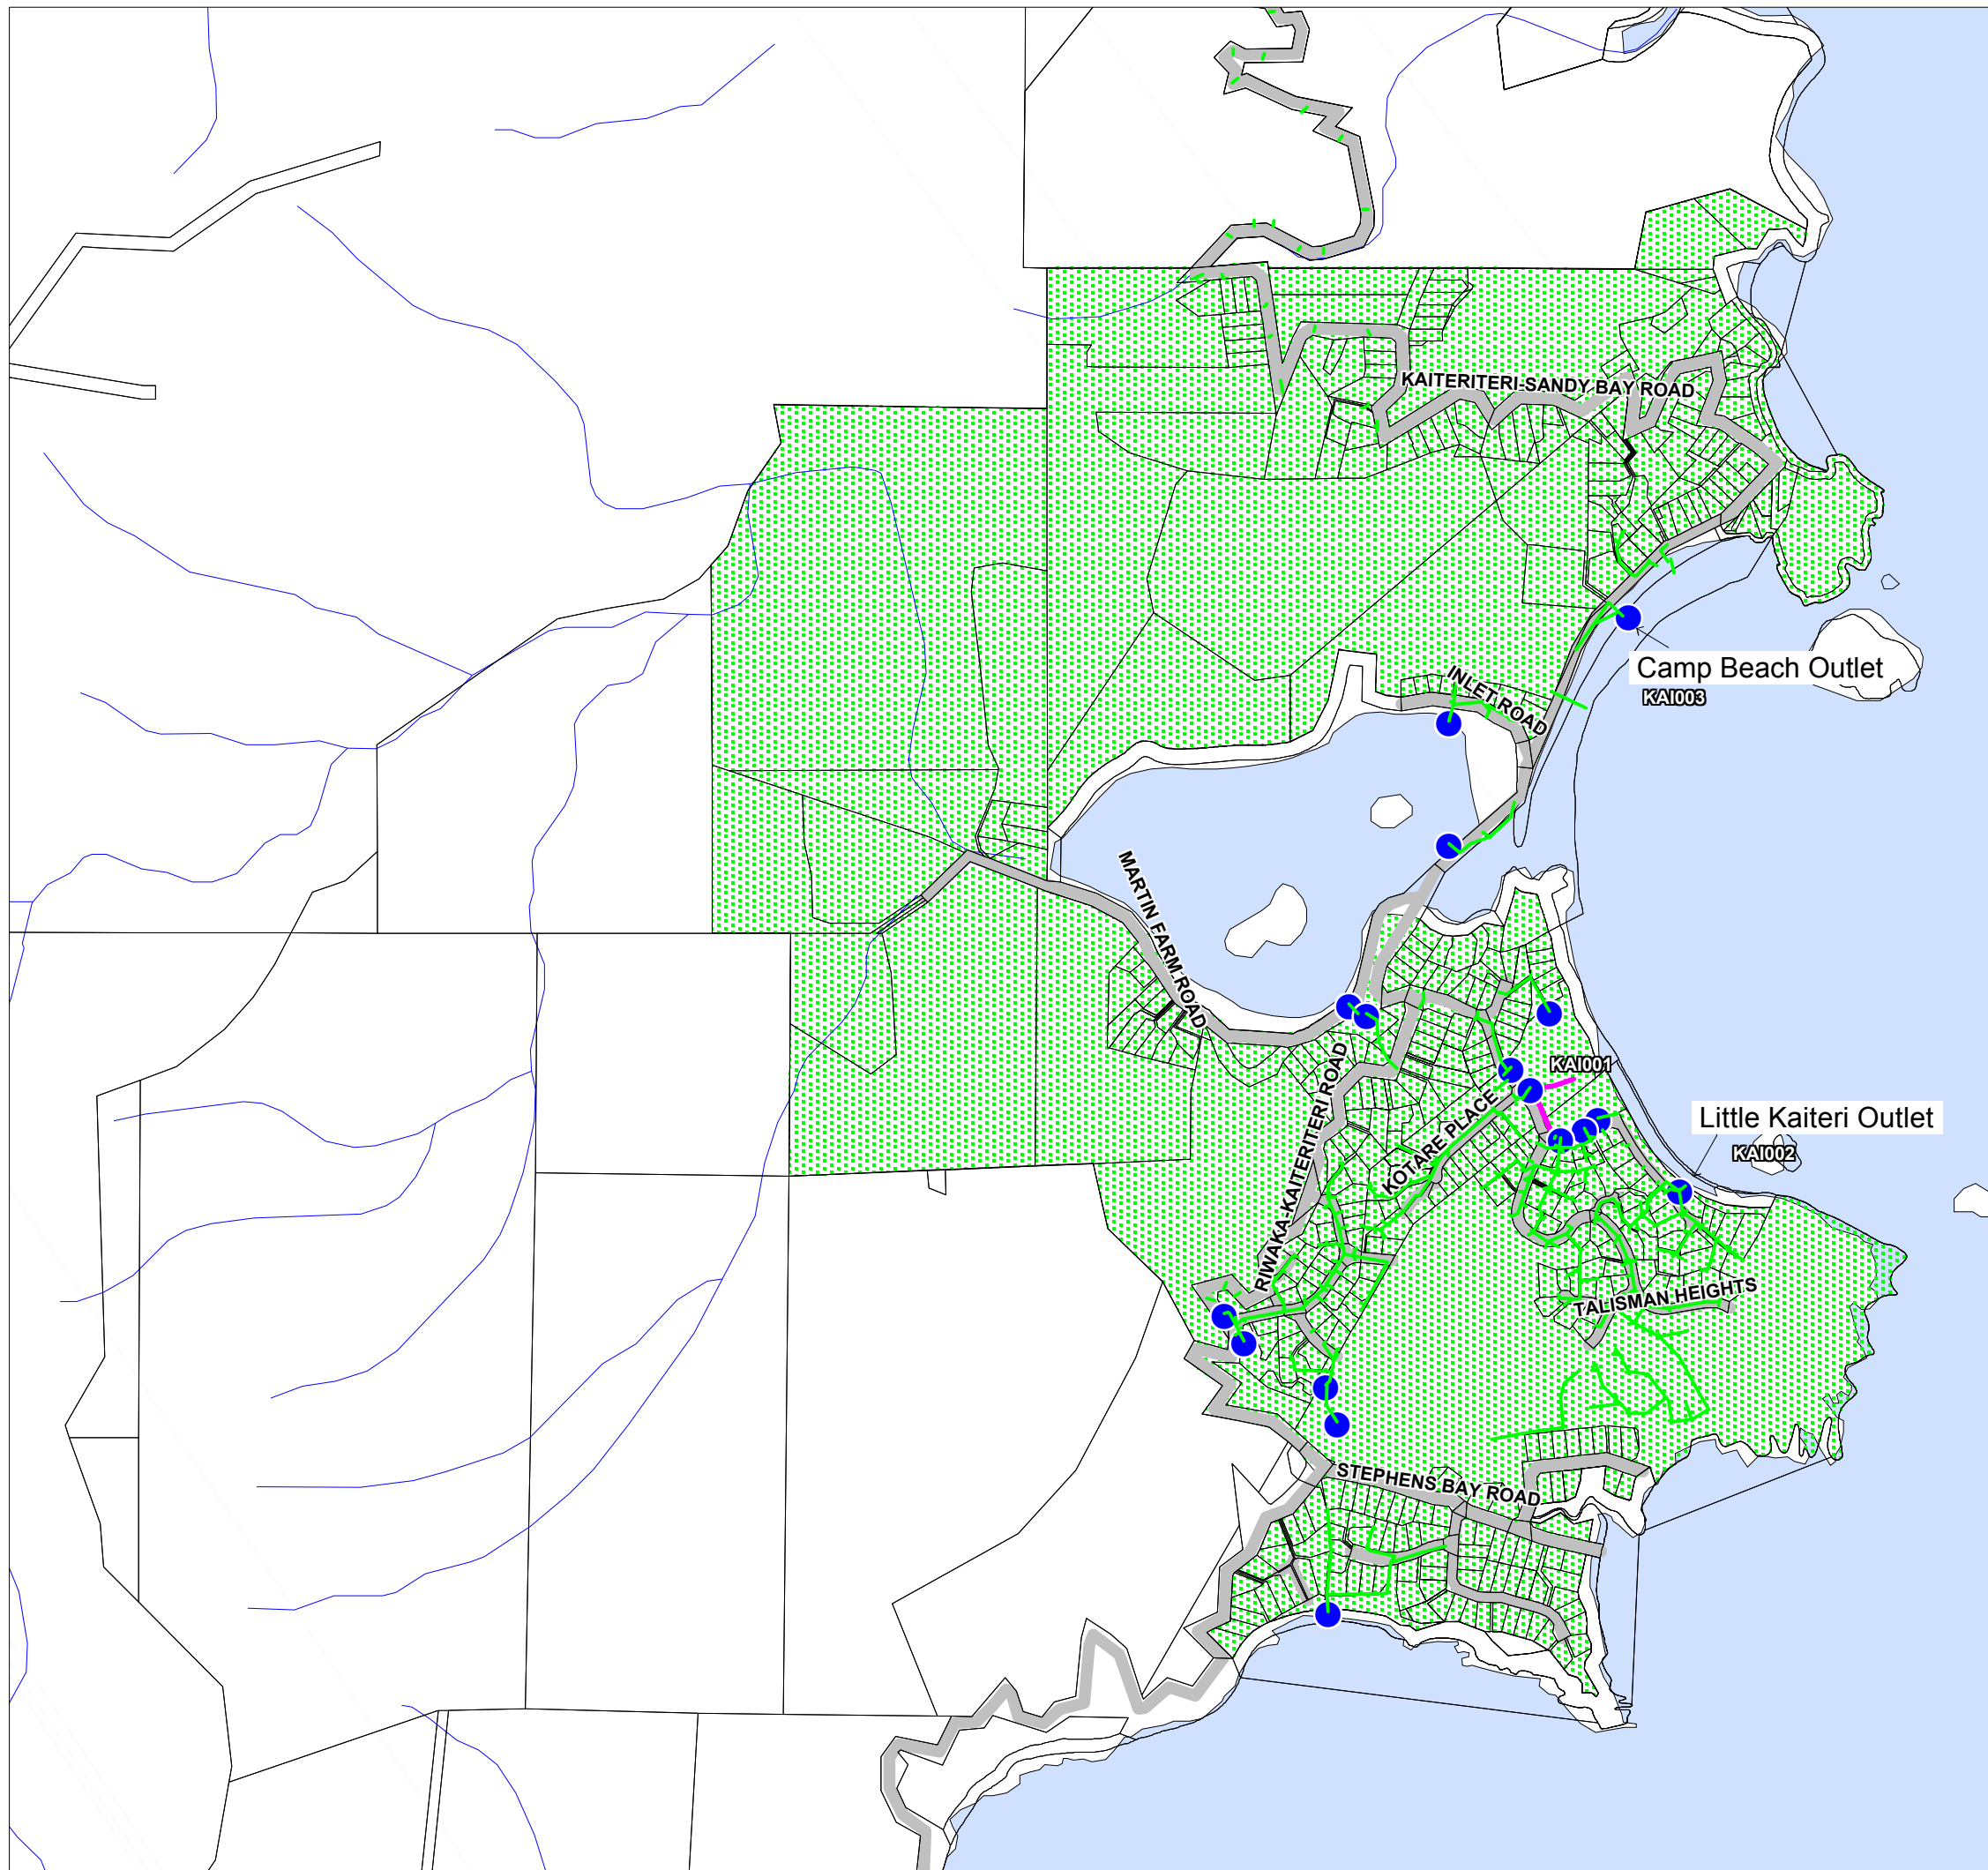 KAITERITERI-SANDY BAY ROAD
Camp Beach Outlet
KAI003
INLET ROAD
MARTIN FARM ROAD
RIWAKA-KAITERITERI ROAD
KOTARE PLACE
KAI001
Little Kaiteri Outlet
KAI002
TALISMAN HEIGHTS
STEPHENS BAY ROAD